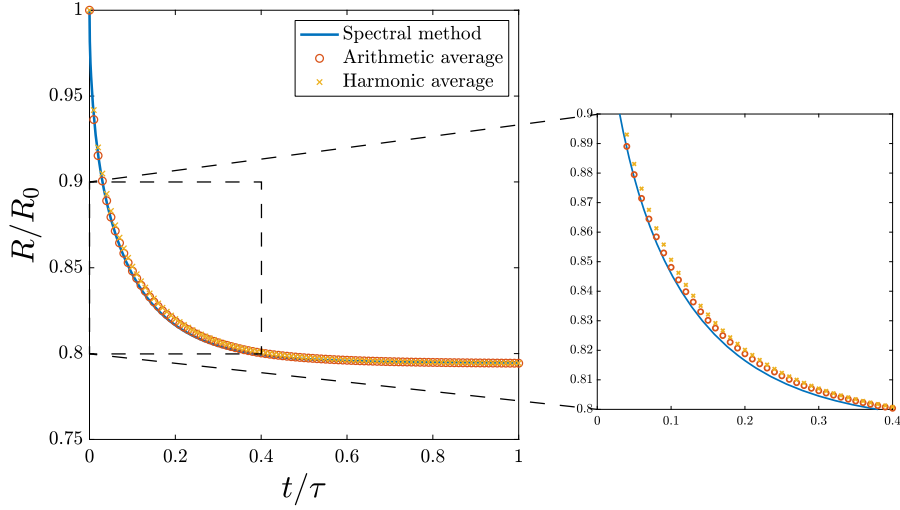 1
0.95
0.9
0.85
0.8
0.75
R/R₀
0 0.2 0.4 0.6 0.8 1
t/τ
Spectral method
Arithmetic average
Harmonic average
0.9
0.89
0.88
0.87
0.86
0.85
0.84
0.83
0.82
0.81
0.8
0 0.1 0.2 0.3 0.4